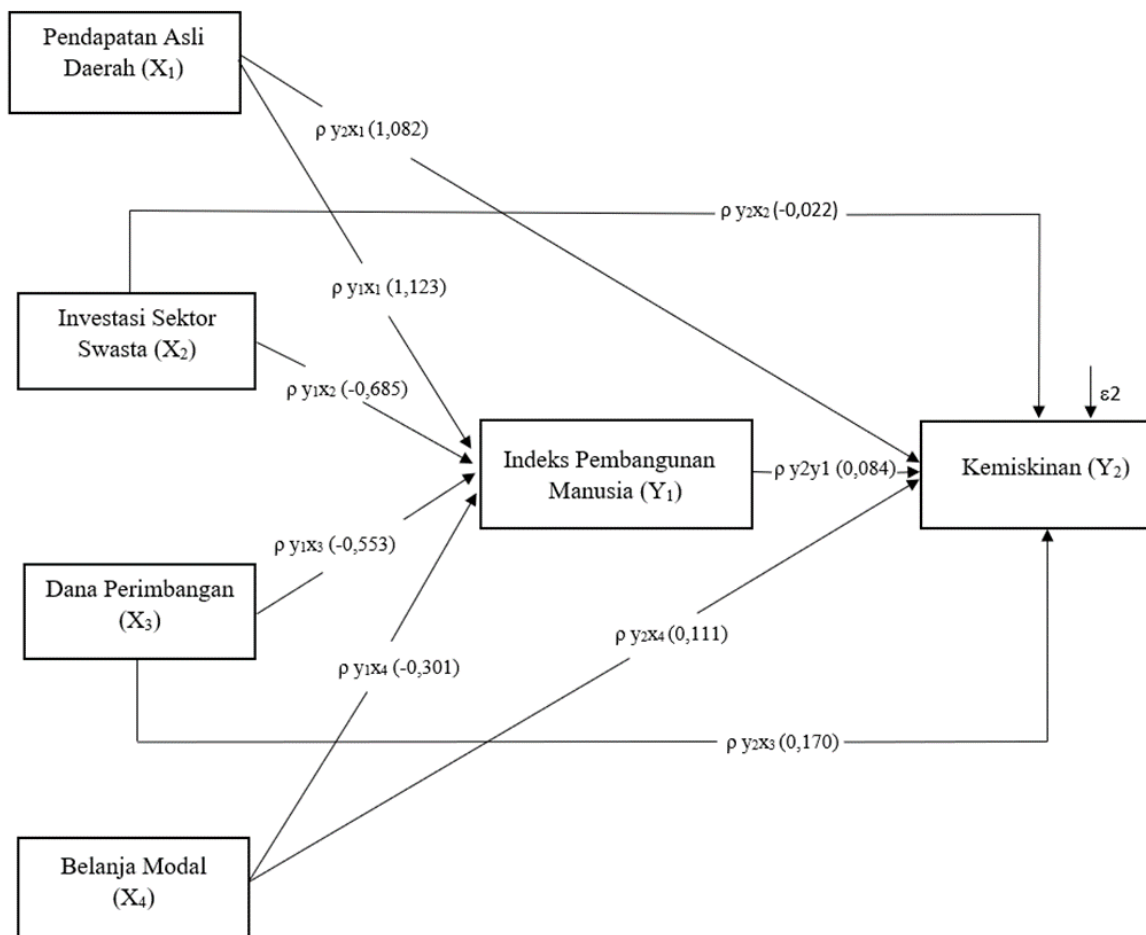 Pendapatan Asli
Daerah (X₁)
ρ y₂x₁ (1,082)
ρ y₂x₂ (-0,022)
ρ y₁x₁ (1,123)
Investasi Sektor
Swasta (X₂)
ρ y₁x₂ (-0,685)
ε2
Indeks Pembangunan
Manusia (Y₁)
ρ y2y1 (0,084)
Kemiskinan (Y₂)
ρ y₁x₃ (-0,553)
Dana Perimbangan
(X₃)
ρ y₂x₄ (0,111)
ρ y₁x₄ (-0,301)
ρ y₂x₃ (0,170)
Belanja Modal
(X₄)